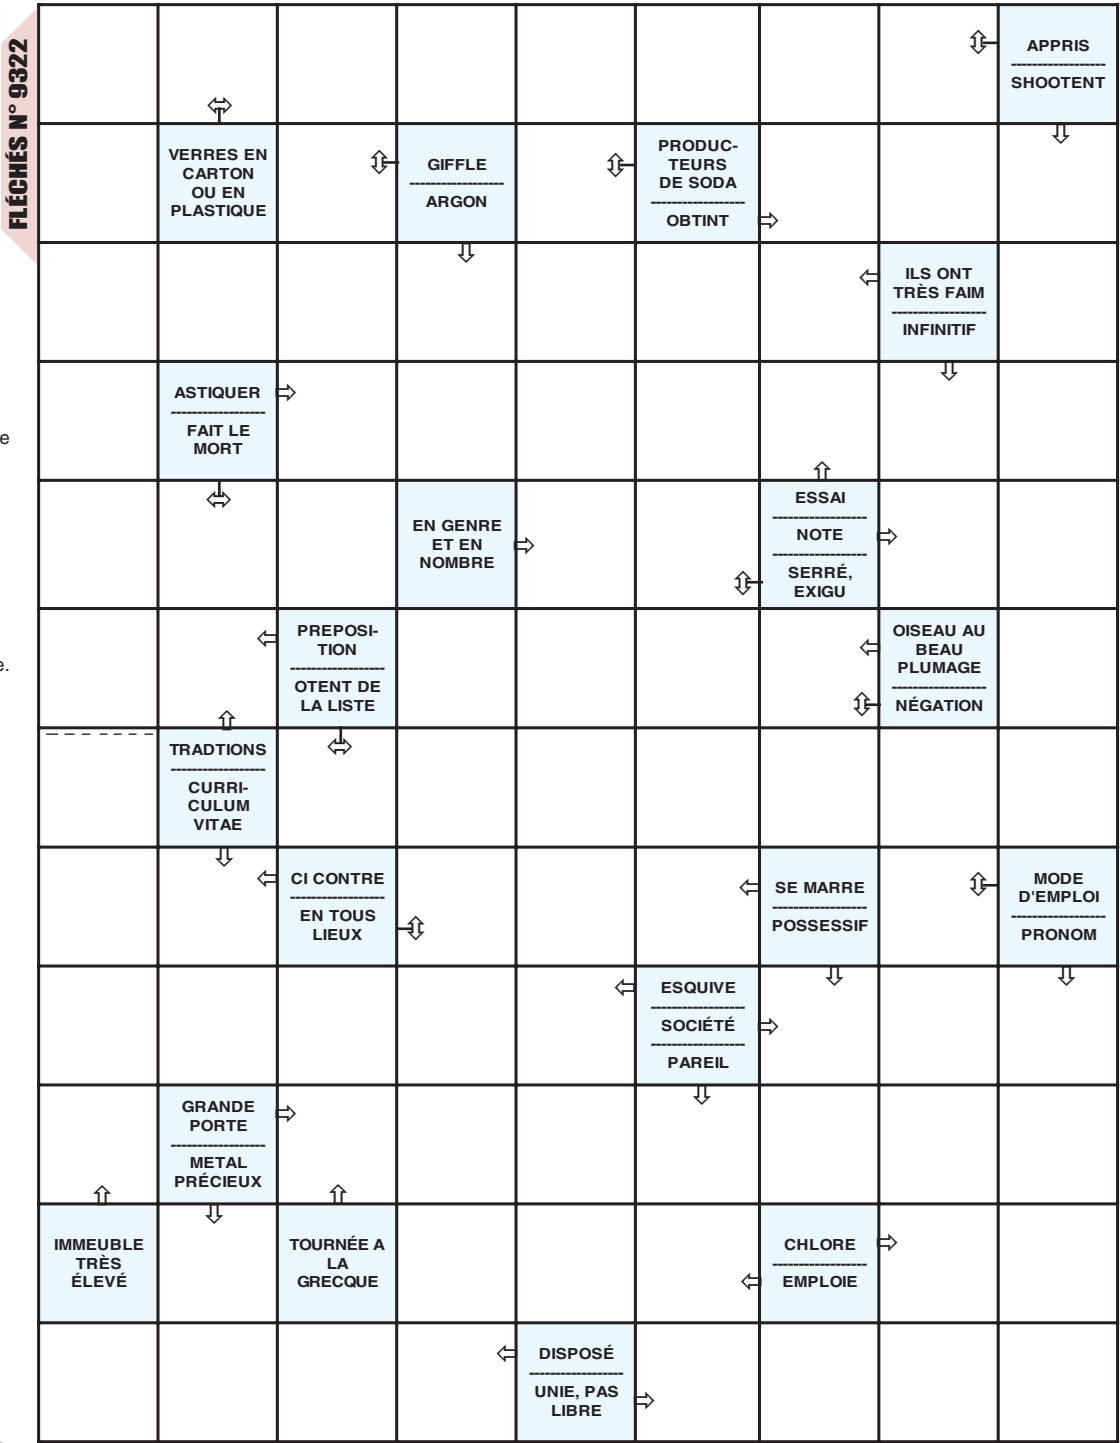 FLÉCHÉS N° 9322
APPRIS
SHOOTENT
VERRES EN
CARTON
OU EN
PLASTIQUE
GIFFLE
ARGON
PRODUC-
TEURS
DE SODA
OBTINT
ILS ONT
TRÈS FAIM
INFINITIF
ASTIQUER
FAIT LE
MORT
e
EN GENRE
ET EN
NOMBRE
ESSAI
NOTE
SERRÉ,
EXIGU
PREPOSI-
TION
OTENT DE
LA LISTE
OISEAU AU
BEAU
PLUMAGE
NÉGATION
e.
TRADTIONS
CURRI-
CULUM
VITAE
CI CONTRE
EN TOUS
LIEUX
SE MARRE
POSSESSIF
MODE
D'EMPLOI
PRONOM
ESQUIVE
SOCIÉTÉ
PAREIL
GRANDE
PORTE
METAL
PRÉCIEUX
IMMEUBLE
TRÈS
ÉLEVÉ
TOURNÉE A
LA
GRECQUE
CHLORE
EMPLOIE
DISPOSÉ
UNIE, PAS
LIBRE